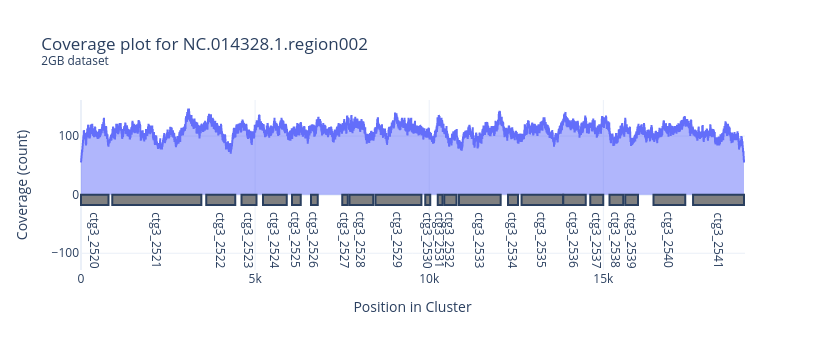 Coverage plot for NC.014328.1.region002
2GB dataset
Coverage (count)
100
0
−100
ctg3_2520
ctg3_2521
ctg3_2522
ctg3_2523
ctg3_2524
ctg3_2525
ctg3_2526
ctg3_2527
ctg3_2528
ctg3_2529
ctg3_2530
ctg3_2531
ctg3_2532
ctg3_2533
ctg3_2534
ctg3_2535
ctg3_2536
ctg3_2537
ctg3_2538
ctg3_2539
ctg3_2540
ctg3_2541
0
5k
10k
15k
Position in Cluster